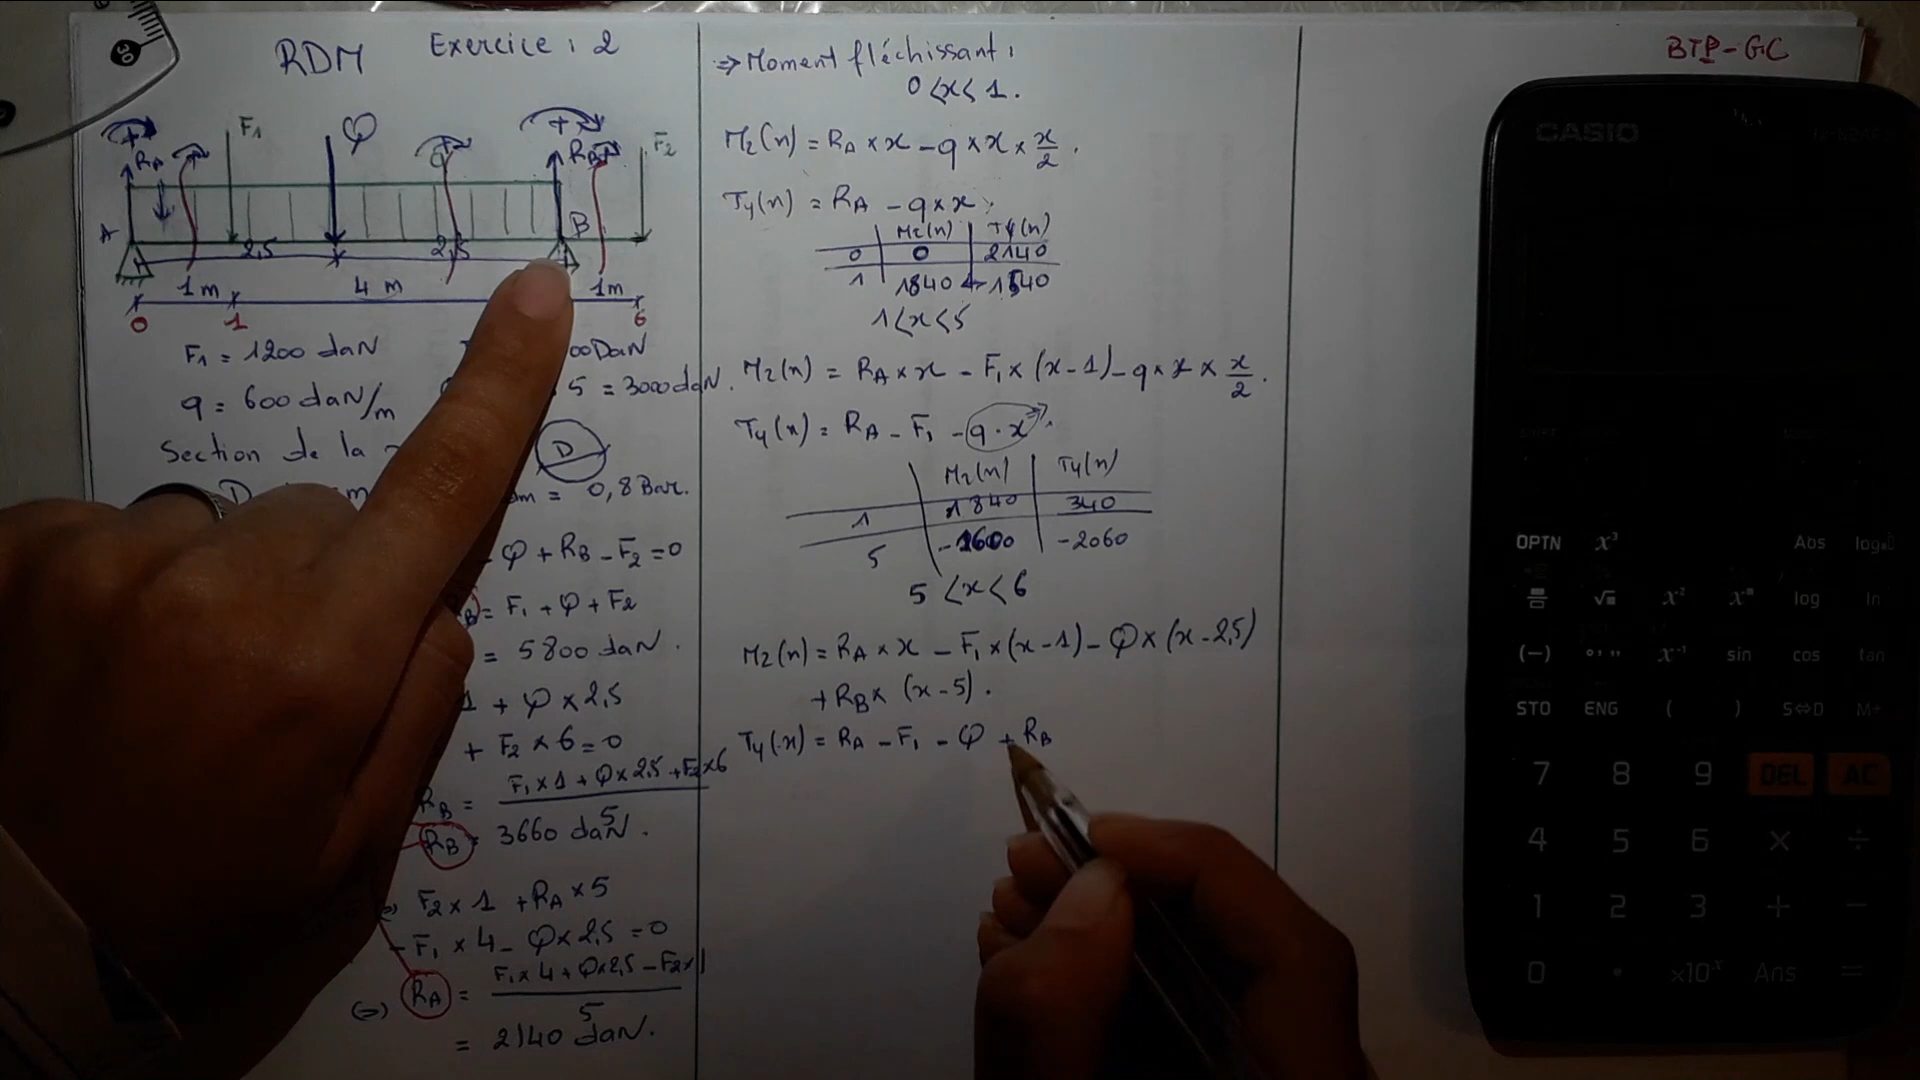 RDM Exercice : 2
F₁ φ RA RB F₂
A B
2,5 2,5
1m 4 m 1m
0 1 6
F₁ = 1200 daN
00DaN
q = 600 daN/m
5 = 3000 daN.
Section de la
D
= 0,8 Bar.
- φ + RB - F₂ = 0
= F₁ + φ + F₂
= 5800 daN.
1 + φ × 2,5
+ F₂ × 6 = 0
RB = F₁×1 + φ×2,5 + F₂×6 / 5
RB = 3660 daN.
F₂×1 + RA×5
- F₁ × 4 - φ×2,5 = 0
(=) RA = F₁×4 + φ×2,5 - F₂×1 / 5
= 2140 daN.
⇒ Moment fléchissant :
0 < x < 1.
Mz(x) = RA × x - q × x × x/2.
Ty(x) = RA - q × x
Mz(x) Ty(x)
0 0 2140
1 1840 1540
1 < x < 5
Mz(x) = RA × x - F₁ × (x-1) - q × x × x/2.
Ty(x) = RA - F₁ - q · x
Mz(x) Ty(x)
1 1840 340
5 -1600 -2060
5 < x < 6
Mz(x) = RA × x - F₁ × (x-1) - φ × (x-2,5)
+ RB × (x-5).
Ty(x) = RA - F₁ - φ + RB
BTP-GC
CASIO
OPTN x³ Abs log
√ x² log ln
(−) x⁻¹ sin cos tan
STO ENG ( ) S⇔D M+
7 8 9 DEL AC
4 5 6 × ÷
1 2 3 + −
0 · ×10ˣ Ans =